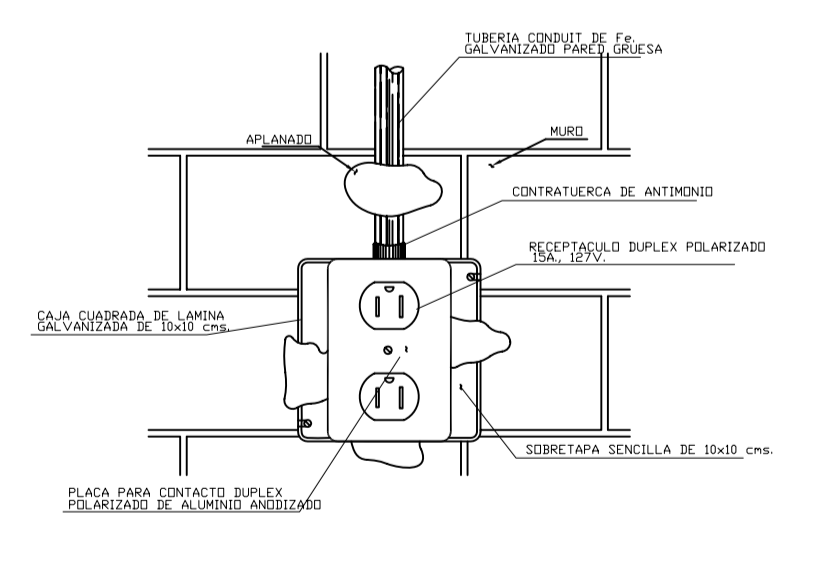 TUBERIA CONDUIT DE Fe.
GALVANIZADO PARED GRUESA
MURO
APLANADO
CONTRATUERCA DE ANTIMONIO
RECEPTACULO DUPLEX POLARIZADO
15A., 127V.
CAJA CUADRADA DE LAMINA
GALVANIZADA DE 10x10 cms.
SOBRETAPA SENCILLA DE 10x10 cms.
PLACA PARA CONTACTO DUPLEX
POLARIZADO DE ALUMINIO ANODIZADO